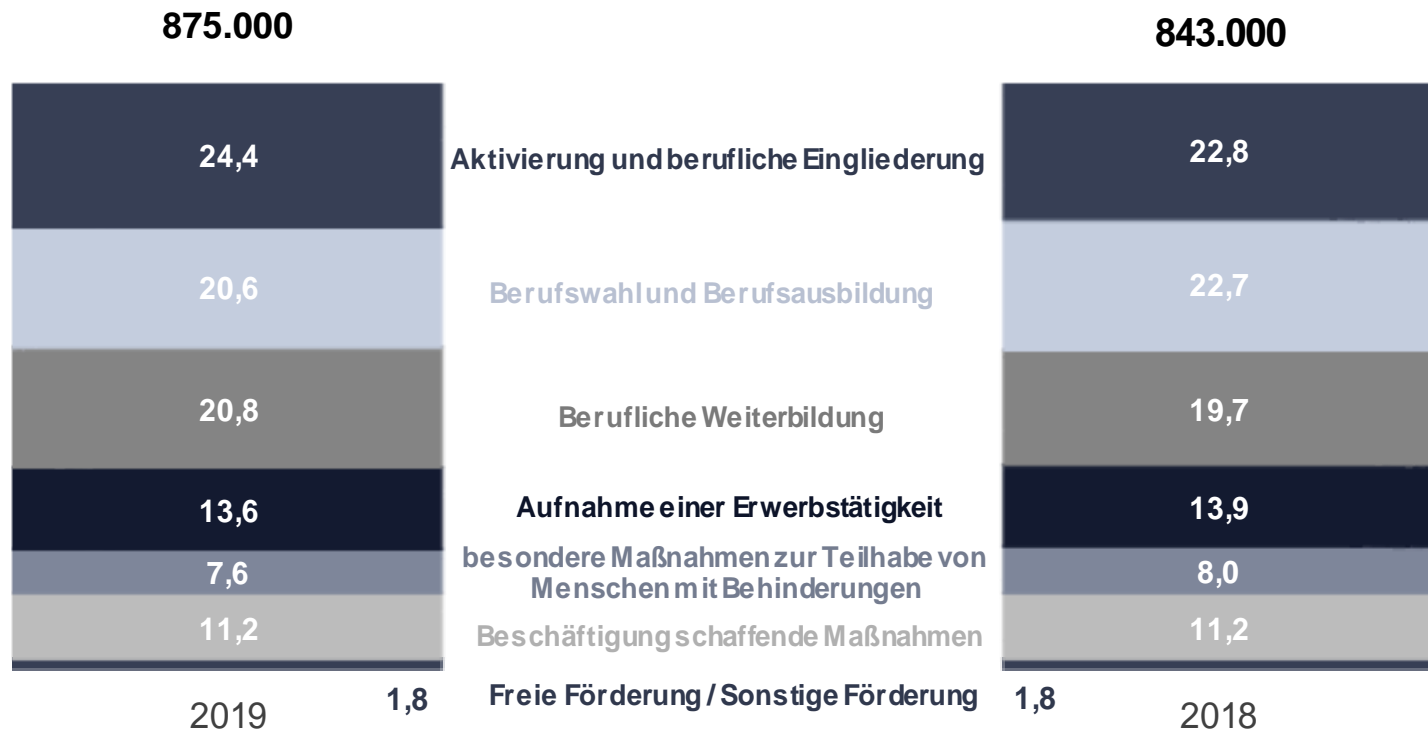 875.000
843.000
24,4
Aktivierung und berufliche Eingliederung
22,8
20,6
Berufswahl und Berufsausbildung
22,7
20,8
Berufliche Weiterbildung
19,7
13,6
Aufnahme einer Erwerbstätigkeit
13,9
7,6
besondere Maßnahmen zur Teilhabe von
Menschen mit Behinderungen
8,0
11,2
Beschäftigung schaffende Maßnahmen
11,2
1,8
Freie Förderung / Sonstige Förderung
1,8
2019
2018